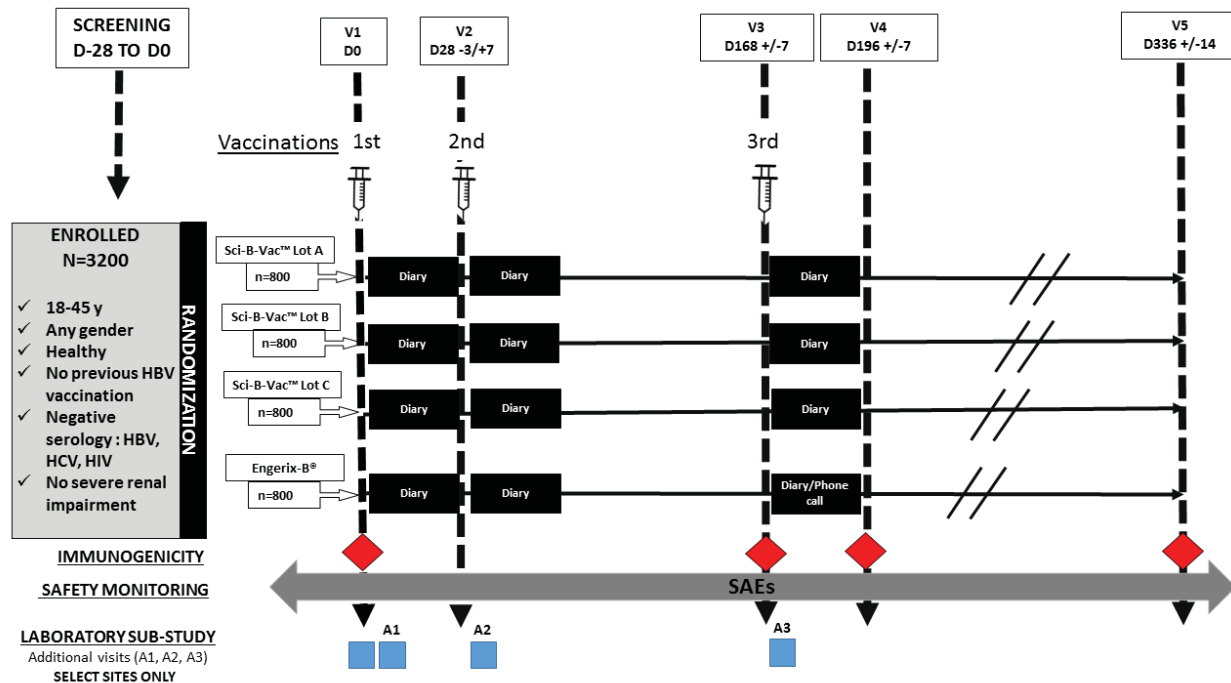 SCREENING
D-28 TO D0
V1
D0
V2
D28 -3/+7
V3
D168 +/-7
V4
D196 +/-7
V5
D336 +/-14
Vaccinations
1st
2nd
3rd
ENROLLED
N=3200
✓ 18-45 y
✓ Any gender
✓ Healthy
✓ No previous HBV
vaccination
✓ Negative
serology : HBV,
HCV, HIV
✓ No severe renal
impairment
RANDOMIZATION
Sci-B-Vac™ Lot A
n=800
Diary
Diary
Diary
Sci-B-Vac™ Lot B
n=800
Diary
Diary
Diary
Sci-B-Vac™ Lot C
n=800
Diary
Diary
Diary
Engerix-B®
n=800
Diary
Diary
Diary/Phone
call
IMMUNOGENICITY
SAFETY MONITORING
SAEs
LABORATORY SUB-STUDY
Additional visits (A1, A2, A3)
SELECT SITES ONLY
A1
A2
A3